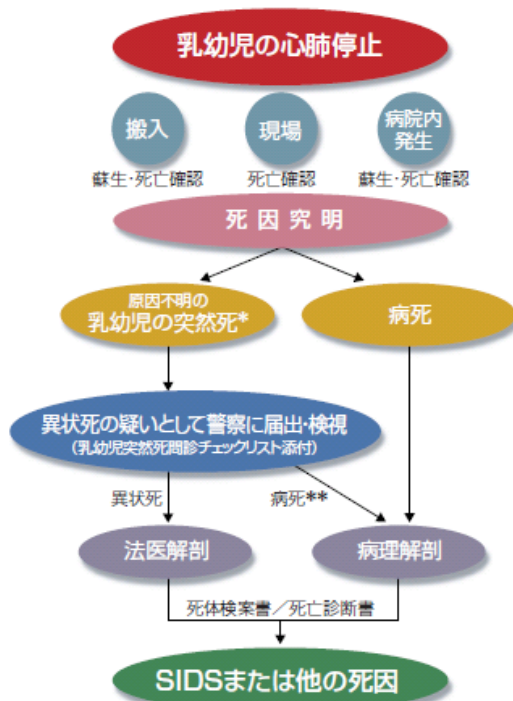 乳幼児の心肺停止
搬入
現場
病院内
発生
蘇生・死亡確認
死亡確認
蘇生・死亡確認
死因究明
原因不明の
乳幼児の突然死*
病死
異状死の疑いとして警察に届出・検視
(乳幼児突然死問診チェックリスト添付)
異状死
病死**
法医解剖
病理解剖
死体検案書/死亡診断書
SIDSまたは他の死因